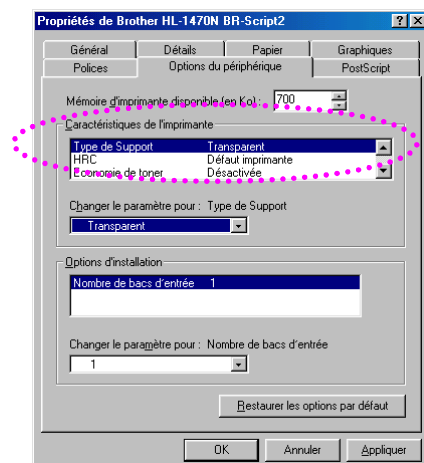 Propriétés de Brother HL-1470N BR-Script2
Général Détails Papier Graphiques
Polices Options du périphérique PostScript
Mémoire d'imprimante disponible (en Ko) : 700
Caractéristiques de l'imprimante
Type de Support Transparent
HRC Défaut imprimante
Economie de toner Désactivée
Changer le paramètre pour : Type de Support
Transparent
Options d'installation
Nombre de bacs d'entrée 1
Changer le paramètre pour : Nombre de bacs d'entrée
1
Restaurer les options par défaut
OK Annuler Appliquer